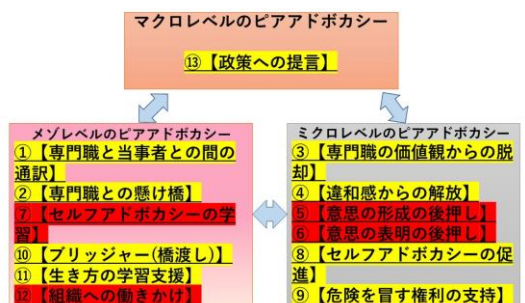 マクロレベルのピアアドボカシー
⑬【政策への提言】
メゾレベルのピアアドボカシー
①【専門職と当事者との間の
通訳】
②【専門職との懸け橋】
⑦【セルフアドボカシーの学
習】
⑩【ブリッジャー(橋渡し)】
⑪【生き方の学習支援】
⑫【組織への働きかけ】
ミクロレベルのピアアドボカシー
③【専門職の価値観からの脱
却】
④【違和感からの解放】
⑤【意思の形成の後押し】
⑥【意思の表明の後押し】
⑧【セルフアドボカシーの促
進】
⑨【危険を冒す権利の支持】